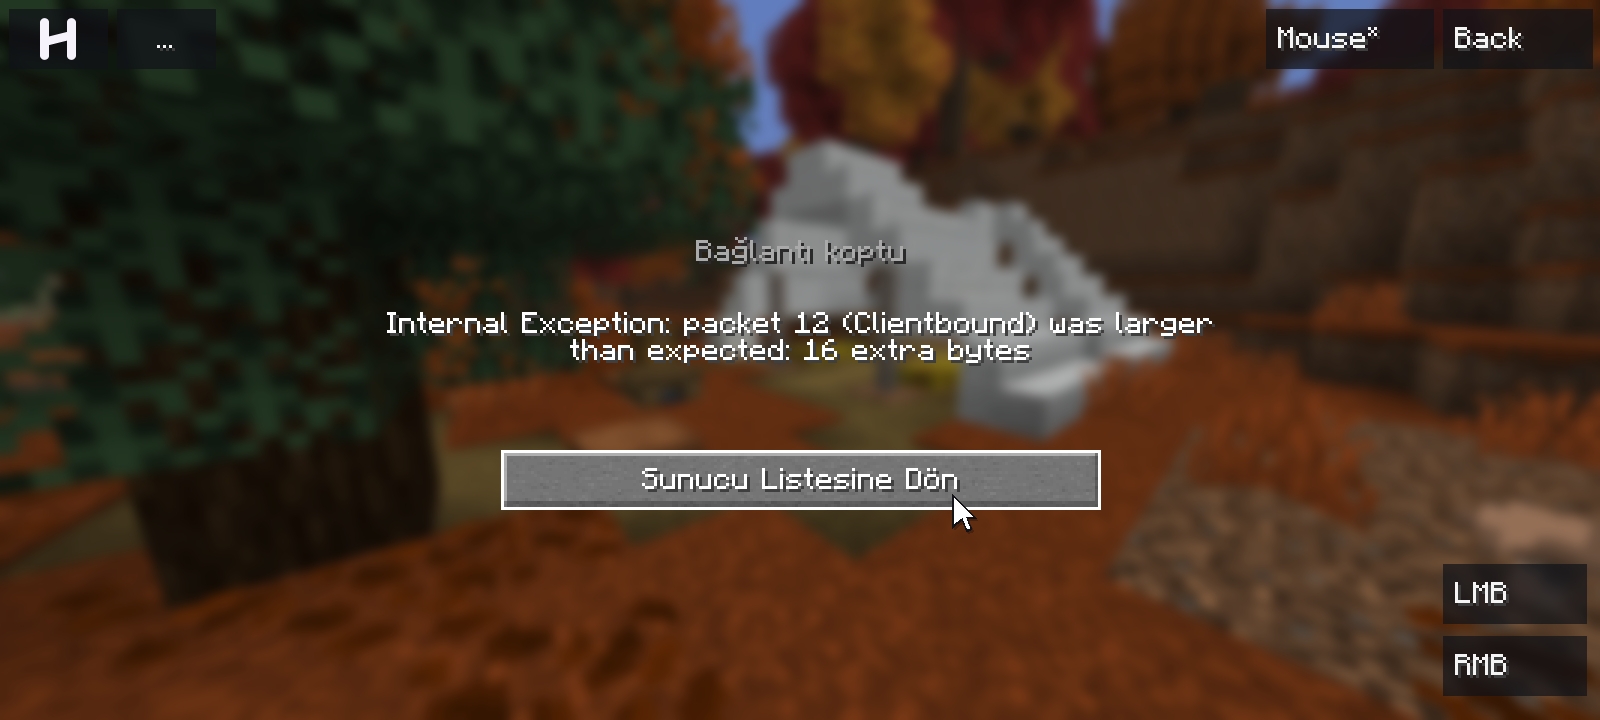 H
...
Mouse*
Back
Bağlantı koptu
Internal Exception: packet 12 (Clientbound) was larger
than expected: 16 extra bytes
Sunucu Listesine Dön
LMB
RMB